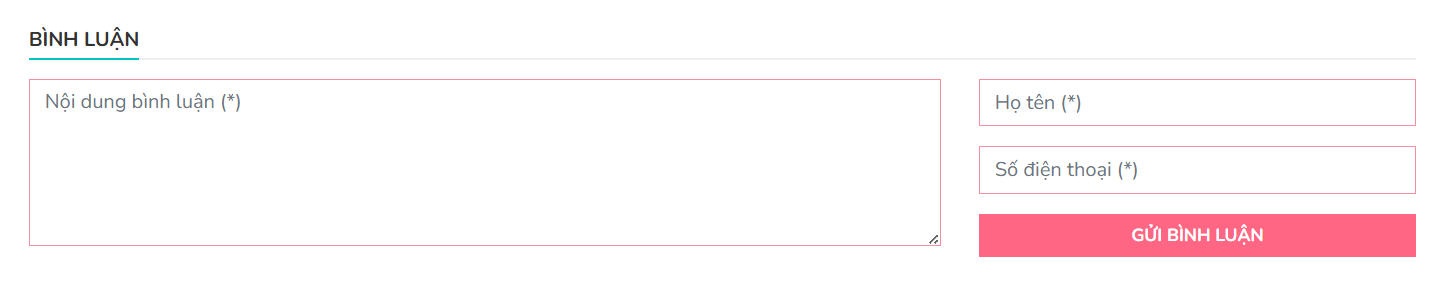 BÌNH LUẬN
Nội dung bình luận (*)
Họ tên (*)
Số điện thoại (*)
GỬI BÌNH LUẬN